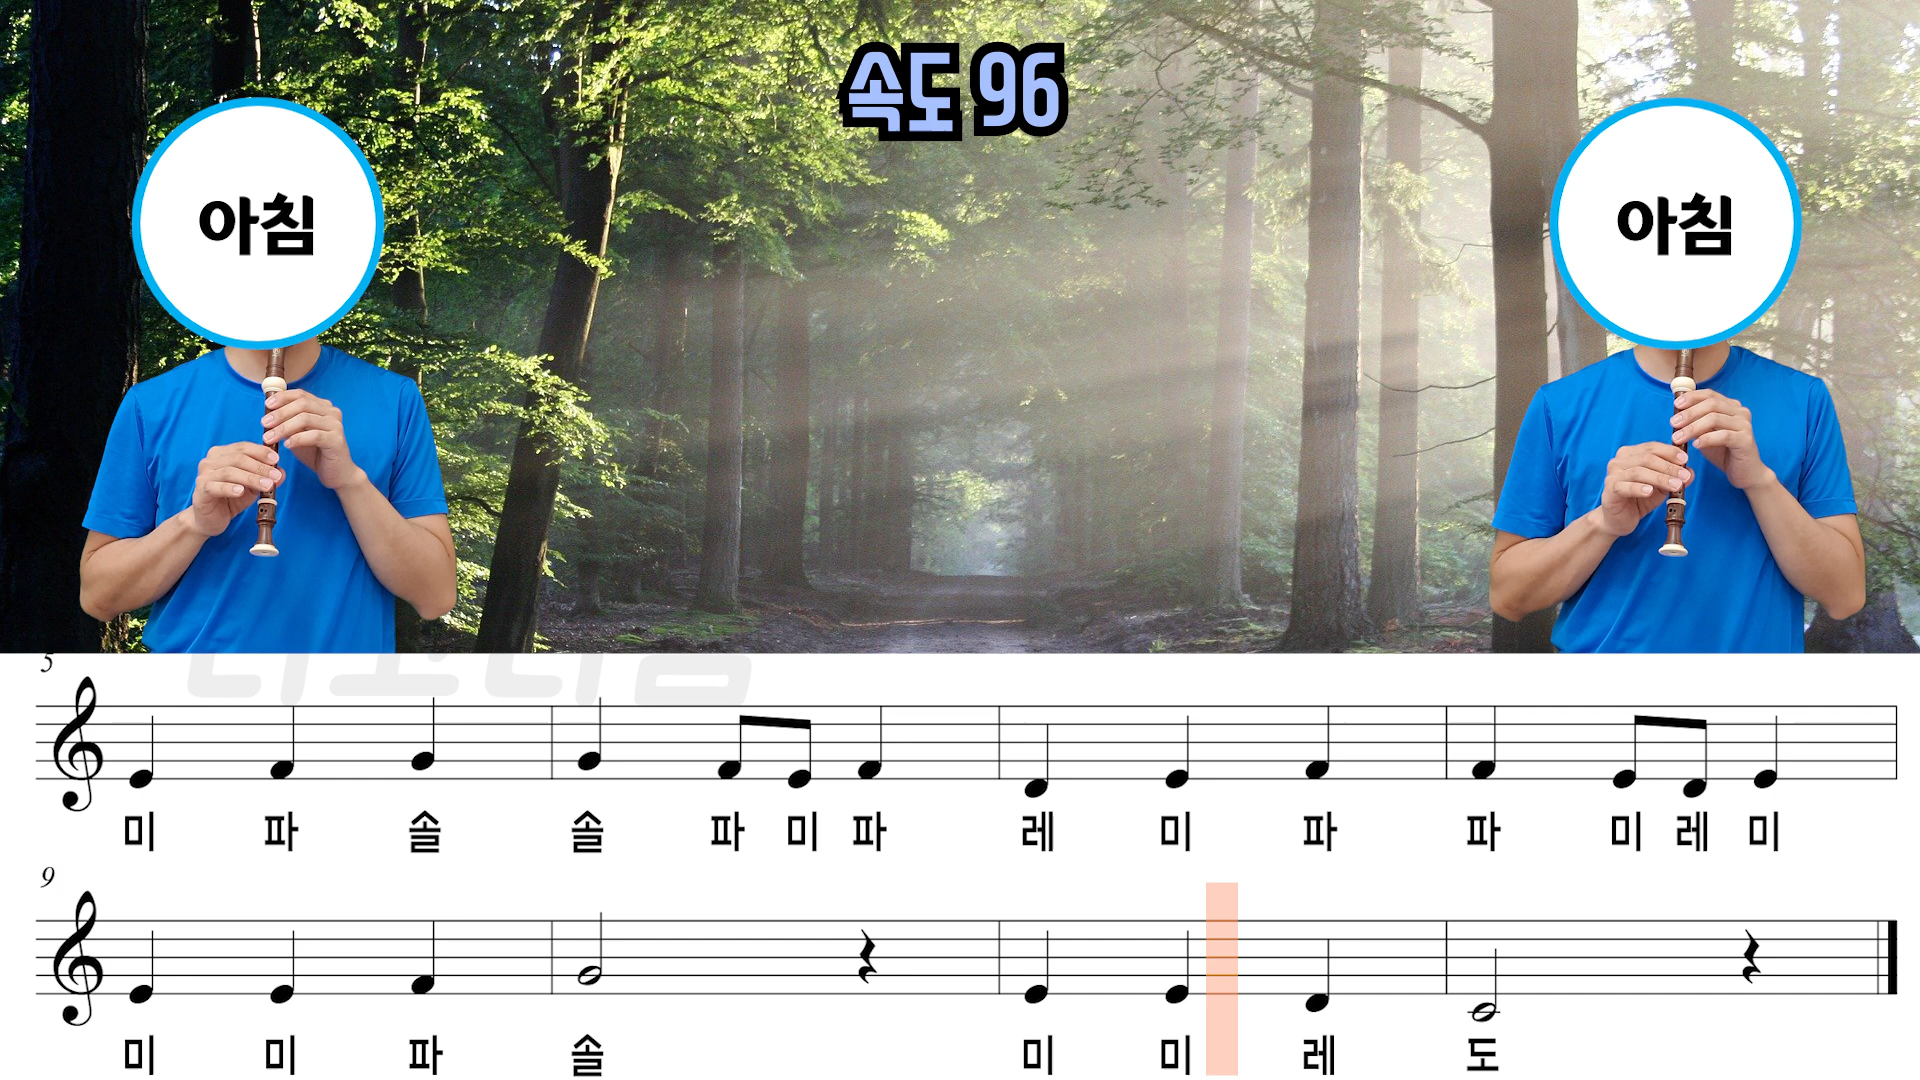 속도 96
아침
아침
5
미 파 솔 솔 파 미 파 레 미 파 파 미 레 미
9
미 미 파 솔 미 미 레 도